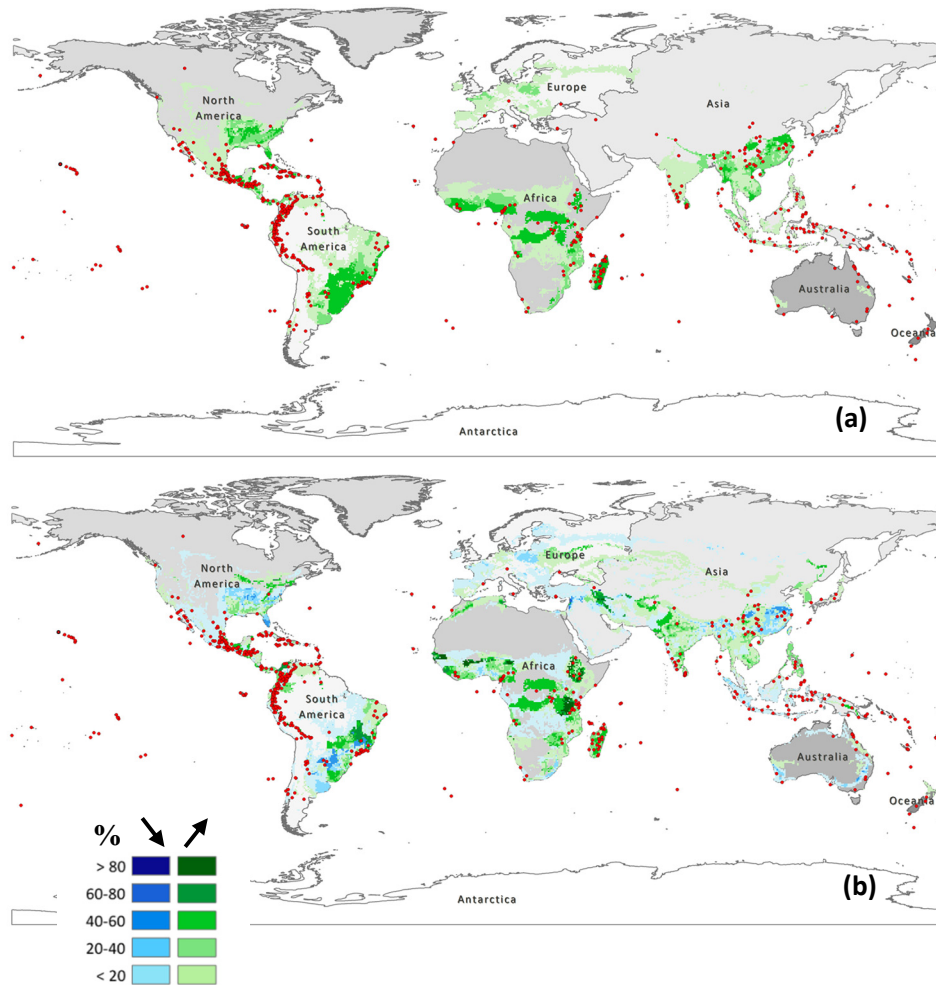 North
America
Europe
Asia
Africa
South
America
Australia
Oceania
(a)
Antarctica
North
America
Europe
Asia
Africa
South
America
Australia
Oceania
%
> 80
60-80
40-60
20-40
< 20
Antarctica
(b)